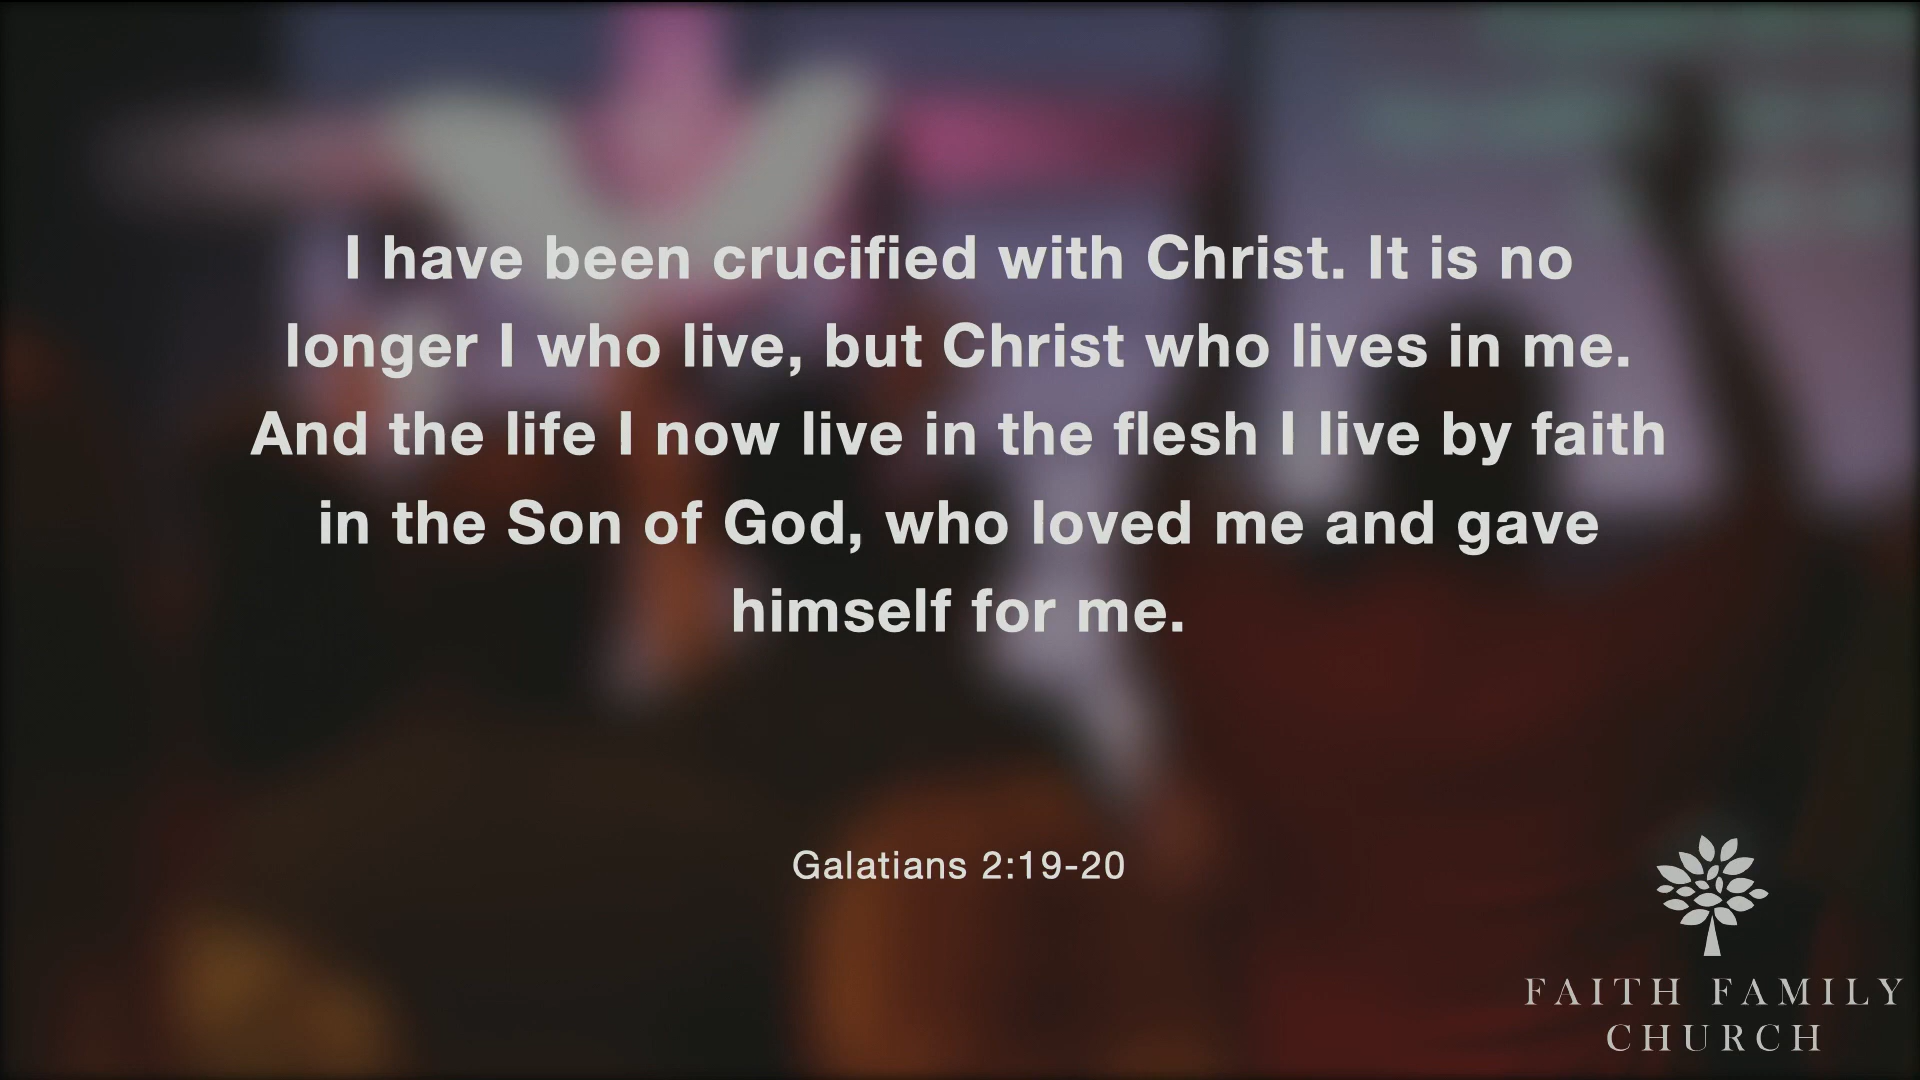 I have been crucified with Christ. It is no
longer I who live, but Christ who lives in me.
And the life I now live in the flesh I live by faith
in the Son of God, who loved me and gave
himself for me.
Galatians 2:19-20
FAITH FAMILY
CHURCH